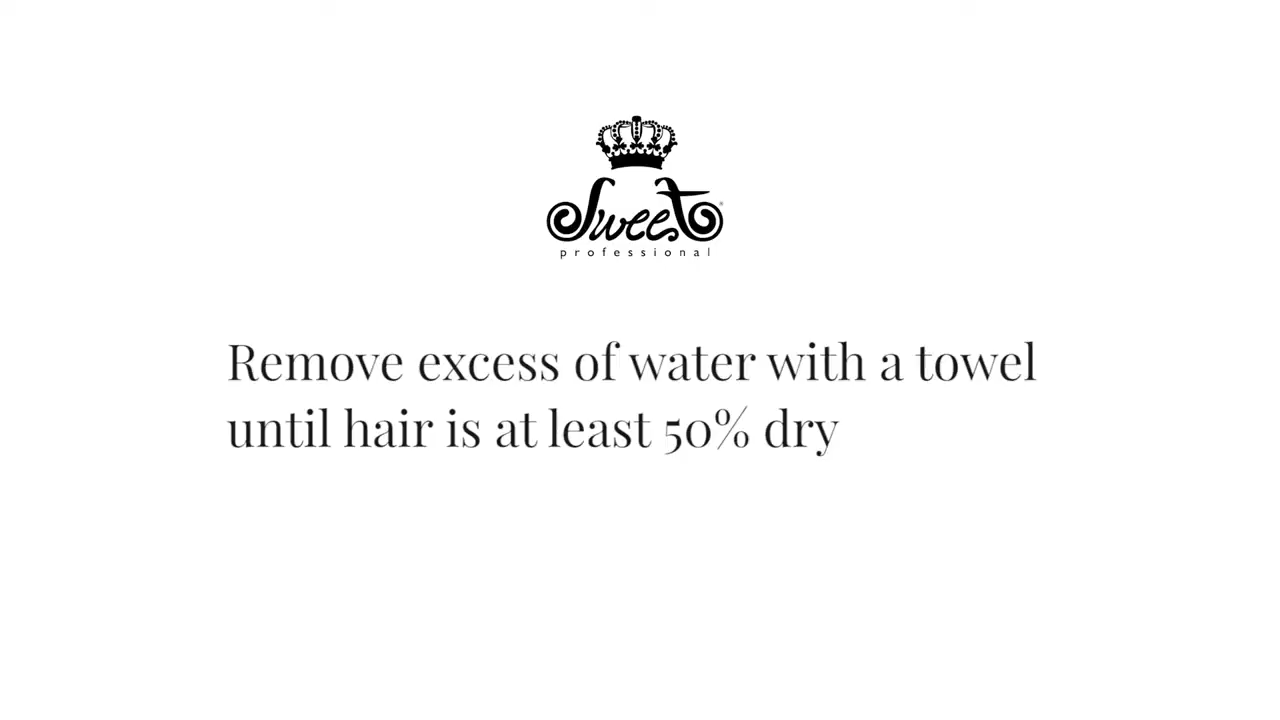 Sweet
professional
Remove excess of water with a towel
until hair is at least 50% dry